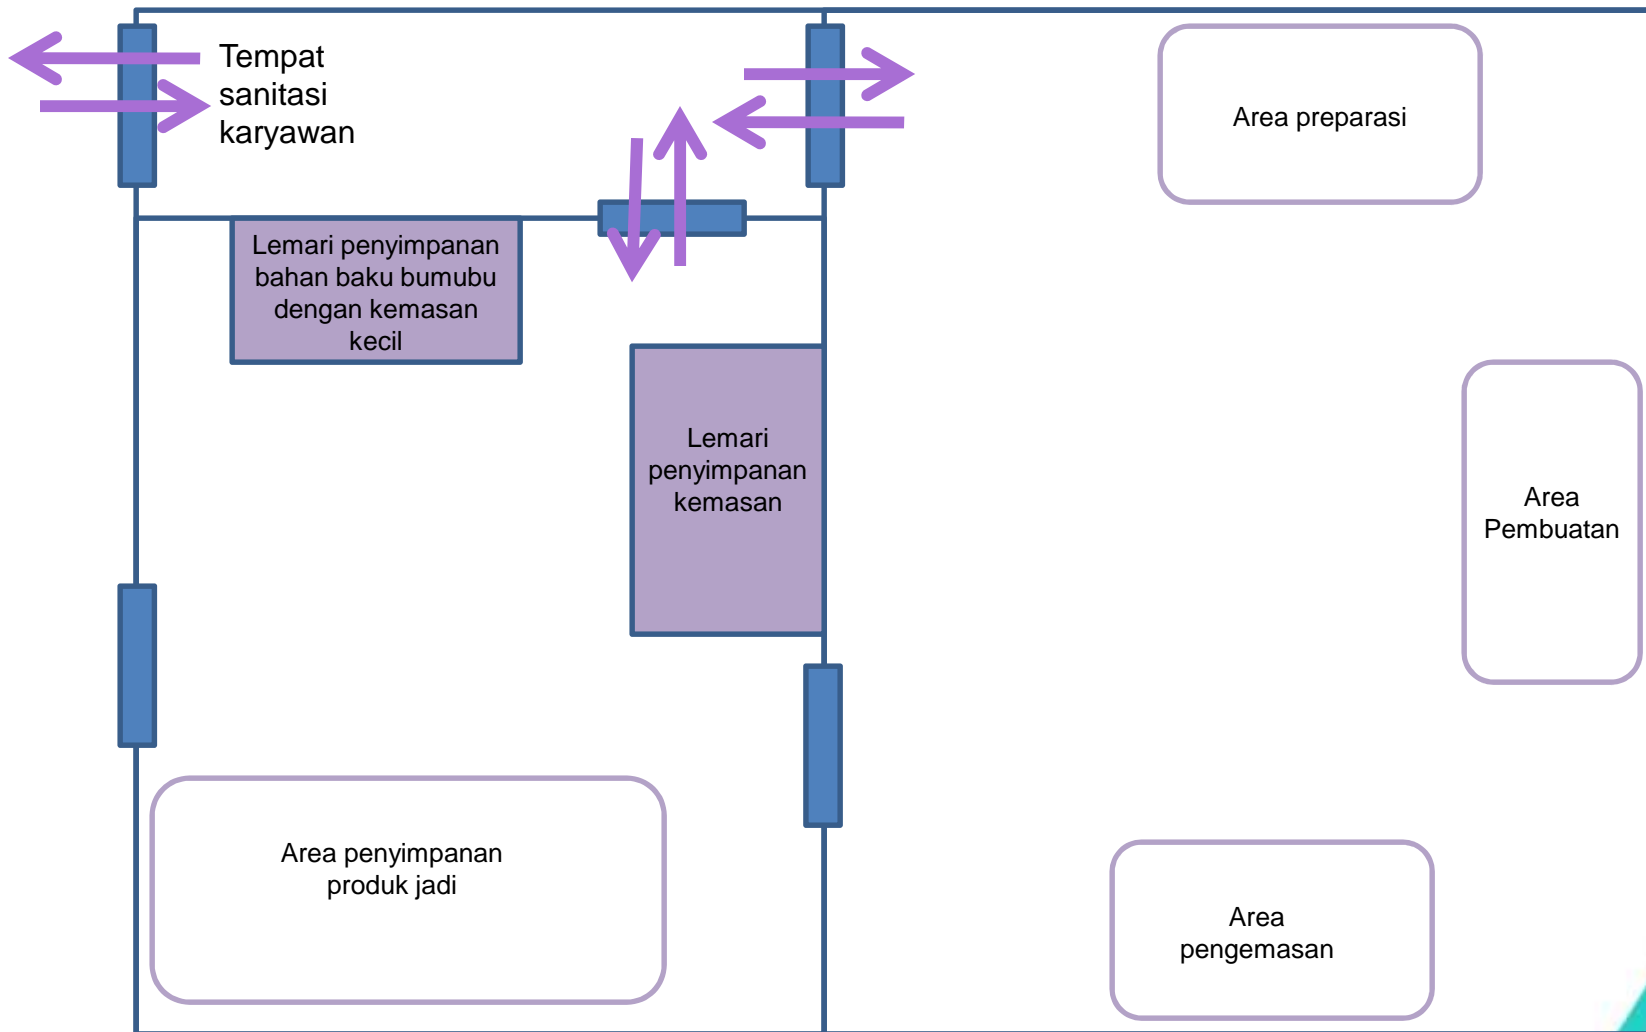 Tempat
sanitasi
karyawan
Area preparasi
Lemari penyimpanan
bahan baku bumubu
dengan kemasan
kecil
Lemari
penyimpanan
kemasan
Area
Pembuatan
Area penyimpanan
produk jadi
Area
pengemasan